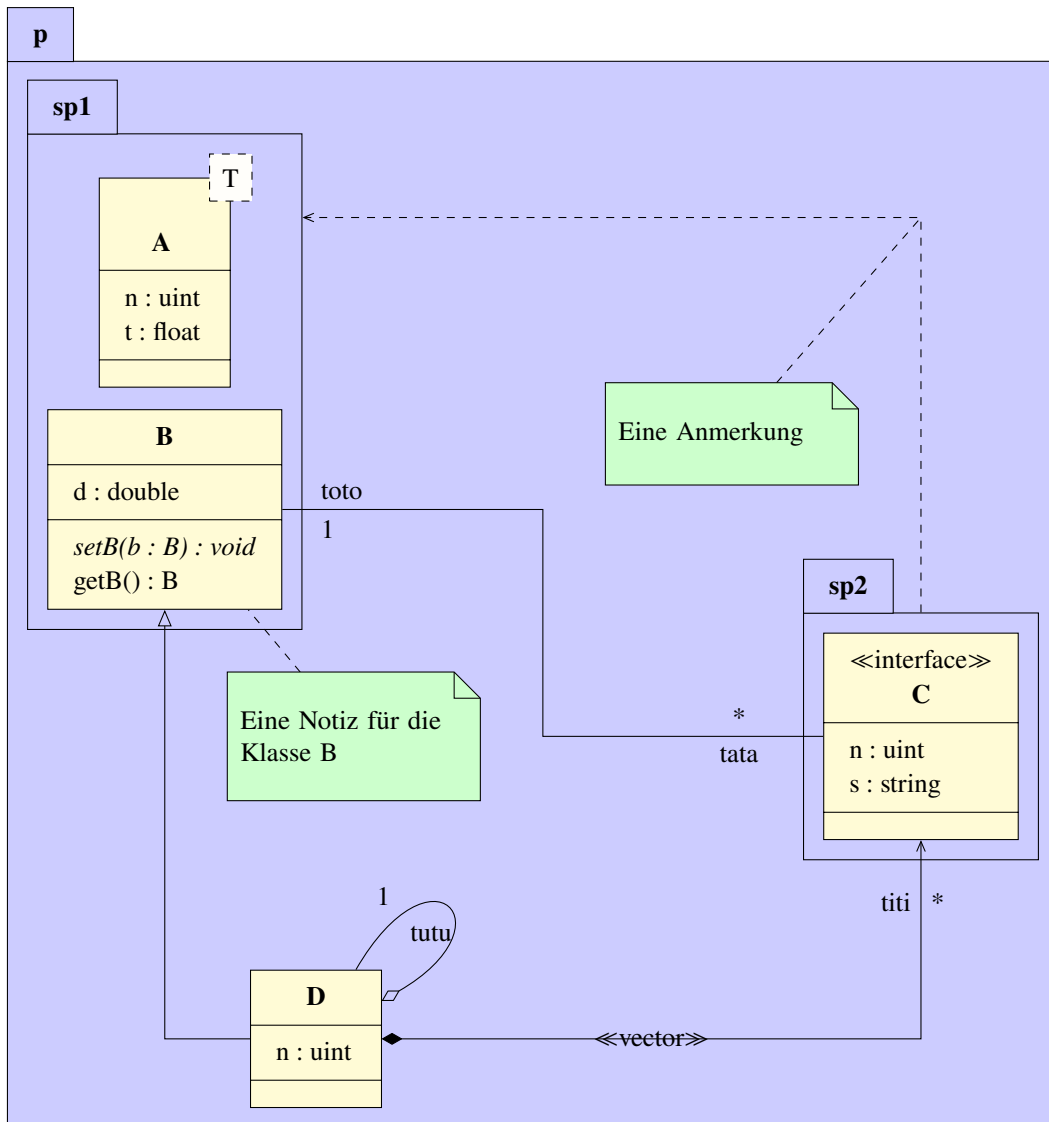 p
sp1
T
A
n : uint
t : float
B
d : double
setB(b : B) : void
getB() : B
toto
1
Eine Anmerkung
sp2
≪interface≫
C
n : uint
s : string
*
tata
Eine Notiz für die
Klasse B
titi
*
1
tutu
D
n : uint
≪vector≫